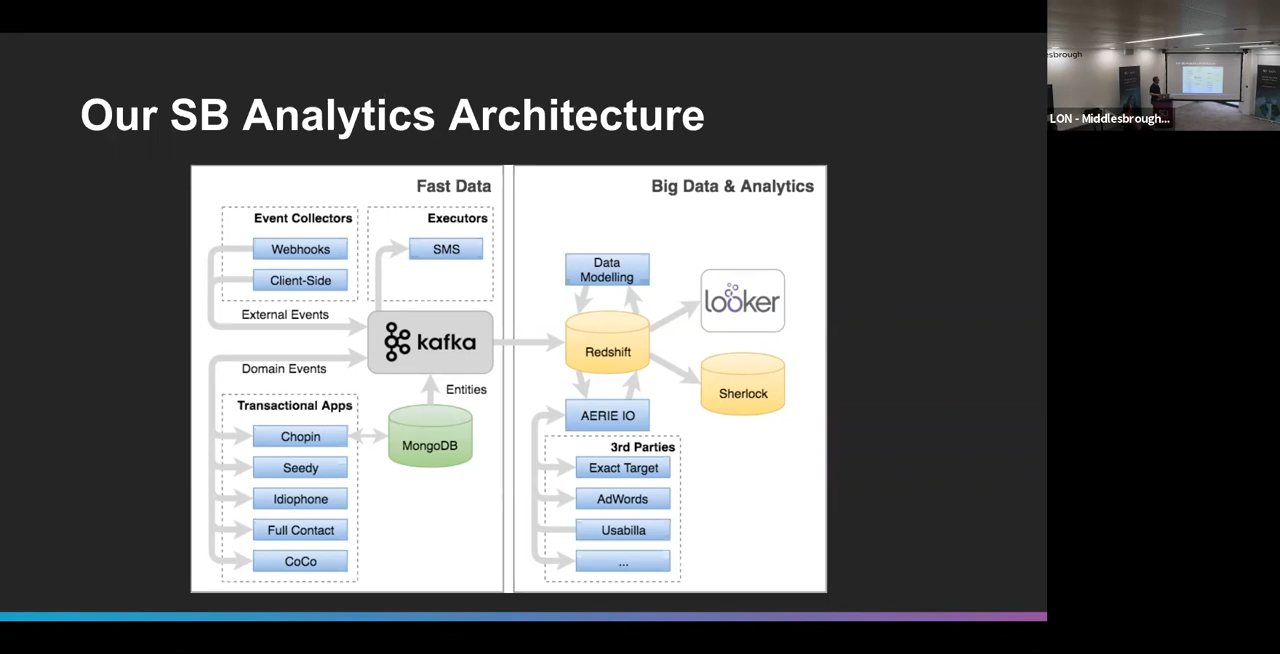 Our SB Analytics Architecture
Fast Data
Event Collectors
Webhooks
Client-Side
Executors
SMS
External Events
kafka
Domain Events
Entities
Transactional Apps
Chopin
Seedy
Idiophone
Full Contact
CoCo
MongoDB
Big Data & Analytics
Data
Modelling
Redshift
looker
Sherlock
AERIE IO
3rd Parties
Exact Target
AdWords
Usabilla
...
esbrough
LON - Middlesbrough...